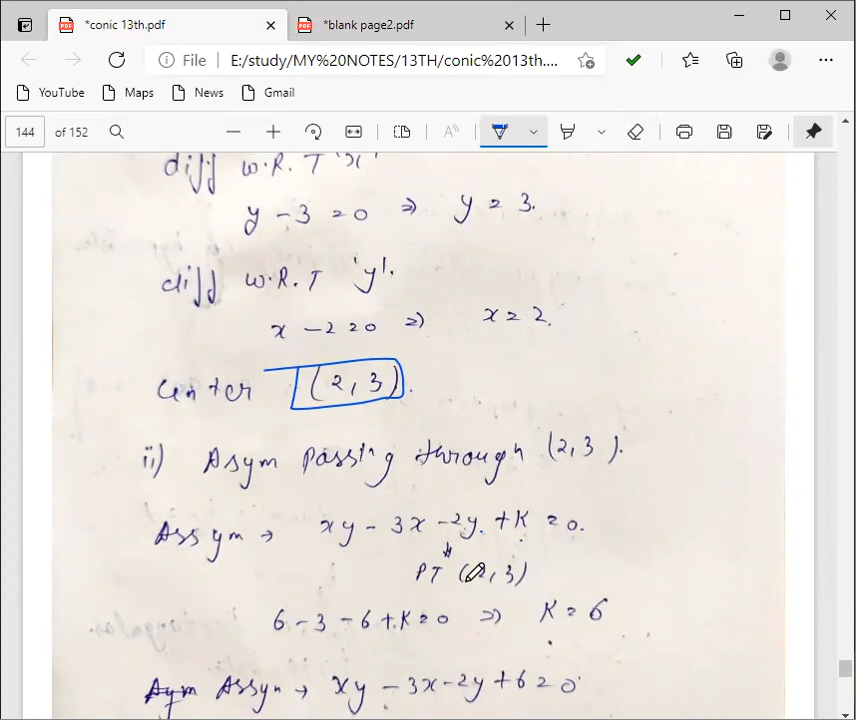 *conic 13th.pdf
*blank page2.pdf
File E:/study/MY%20NOTES/13TH/conic%2013th....
YouTube Maps News Gmail
144 of 152
diff W.R.T 'x'
y - 3 = 0 ⇒ y = 3.
diff W.R.T 'y'.
x - 2 = 0 ⇒ x = 2.
Center (2, 3).
ii) Asym passing through (2, 3).
Assym → xy - 3x - 2y + K = 0.
PT (2, 3)
6 - 3 - 6 + K = 0 ⇒ K = 6
Assyn → xy - 3x - 2y + 6 = 0